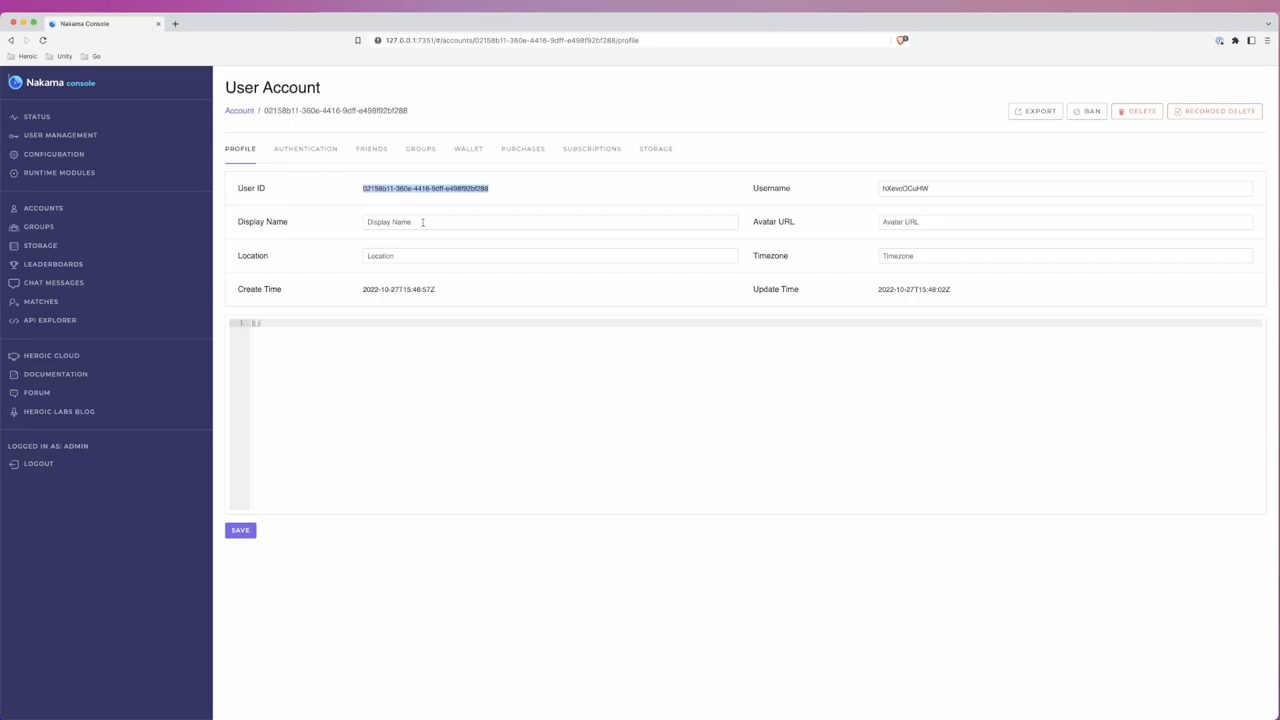 Nakama Console
127.0.0.1:7351/#/accounts/02158b11-360e-4416-9dff-e498f92bf288/profile
Heroic Unity Go
Nakama console
STATUS
USER MANAGEMENT
CONFIGURATION
RUNTIME MODULES
ACCOUNTS
GROUPS
STORAGE
LEADERBOARDS
CHAT MESSAGES
MATCHES
API EXPLORER
HEROIC CLOUD
DOCUMENTATION
FORUM
HEROIC LABS BLOG
LOGGED IN AS: ADMIN
LOGOUT
User Account
Account / 02158b11-360e-4416-9dff-e498f92bf288
EXPORT BAN DELETE RECORDED DELETE
PROFILE AUTHENTICATION FRIENDS GROUPS WALLET PURCHASES SUBSCRIPTIONS STORAGE
User ID 02158b11-360e-4416-9dff-e498f92bf288 Username hXevcOCuHW
Display Name Display Name Avatar URL Avatar URL
Location Location Timezone Timezone
Create Time 2022-10-27T15:46:57Z Update Time 2022-10-27T15:48:02Z
1 {}
SAVE